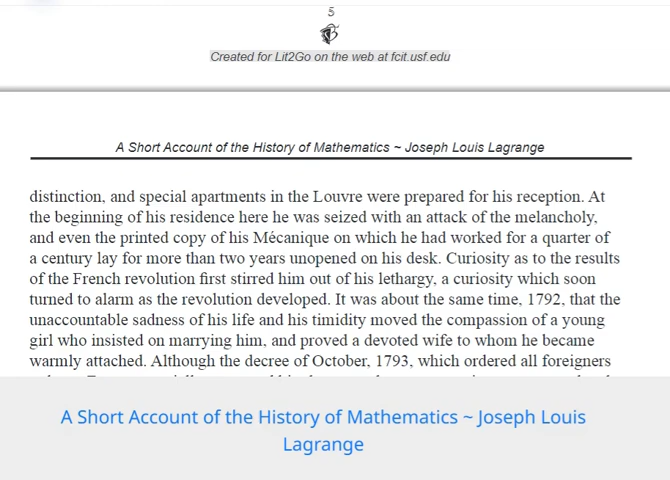 5
Created for Lit2Go on the web at fcit.usf.edu
A Short Account of the History of Mathematics ~ Joseph Louis Lagrange
distinction, and special apartments in the Louvre were prepared for his reception. At
the beginning of his residence here he was seized with an attack of the melancholy,
and even the printed copy of his Mécanique on which he had worked for a quarter of
a century lay for more than two years unopened on his desk. Curiosity as to the results
of the French revolution first stirred him out of his lethargy, a curiosity which soon
turned to alarm as the revolution developed. It was about the same time, 1792, that the
unaccountable sadness of his life and his timidity moved the compassion of a young
girl who insisted on marrying him, and proved a devoted wife to whom he became
warmly attached. Although the decree of October, 1793, which ordered all foreigners
A Short Account of the History of Mathematics ~ Joseph Louis
Lagrange